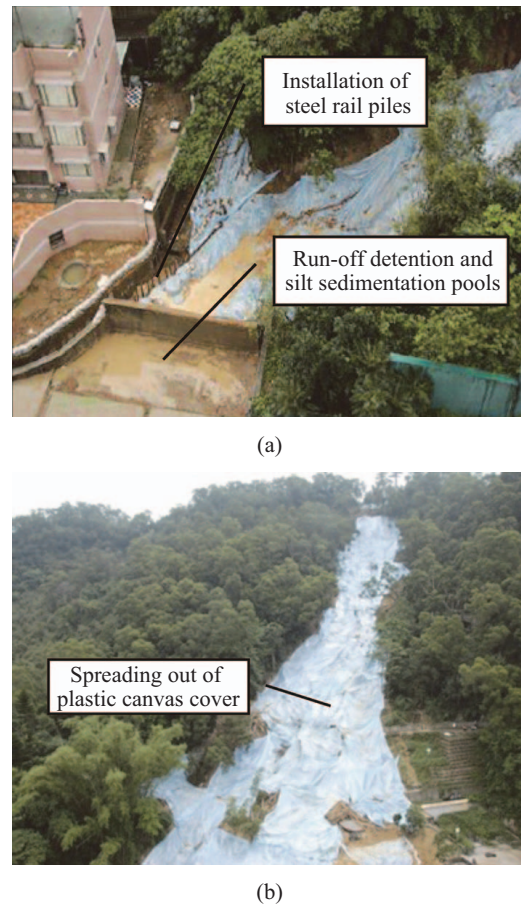 Installation of
steel rail piles
Run-off detention and
silt sedimentation pools
(a)
Spreading out of
plastic canvas cover
(b)